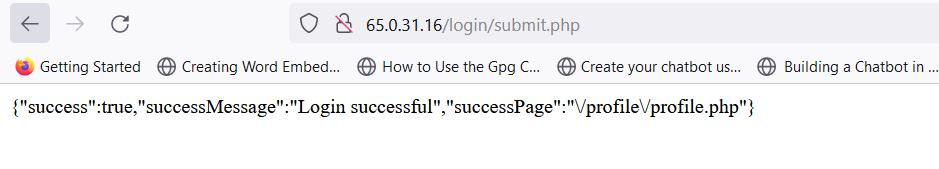 65.0.31.16/login/submit.php
Getting Started Creating Word Embed... How to Use the Gpg C... Create your chatbot us... Building a Chatbot in ...
{"success":true,"successMessage":"Login successful","successPage":"\/profile\/profile.php"}